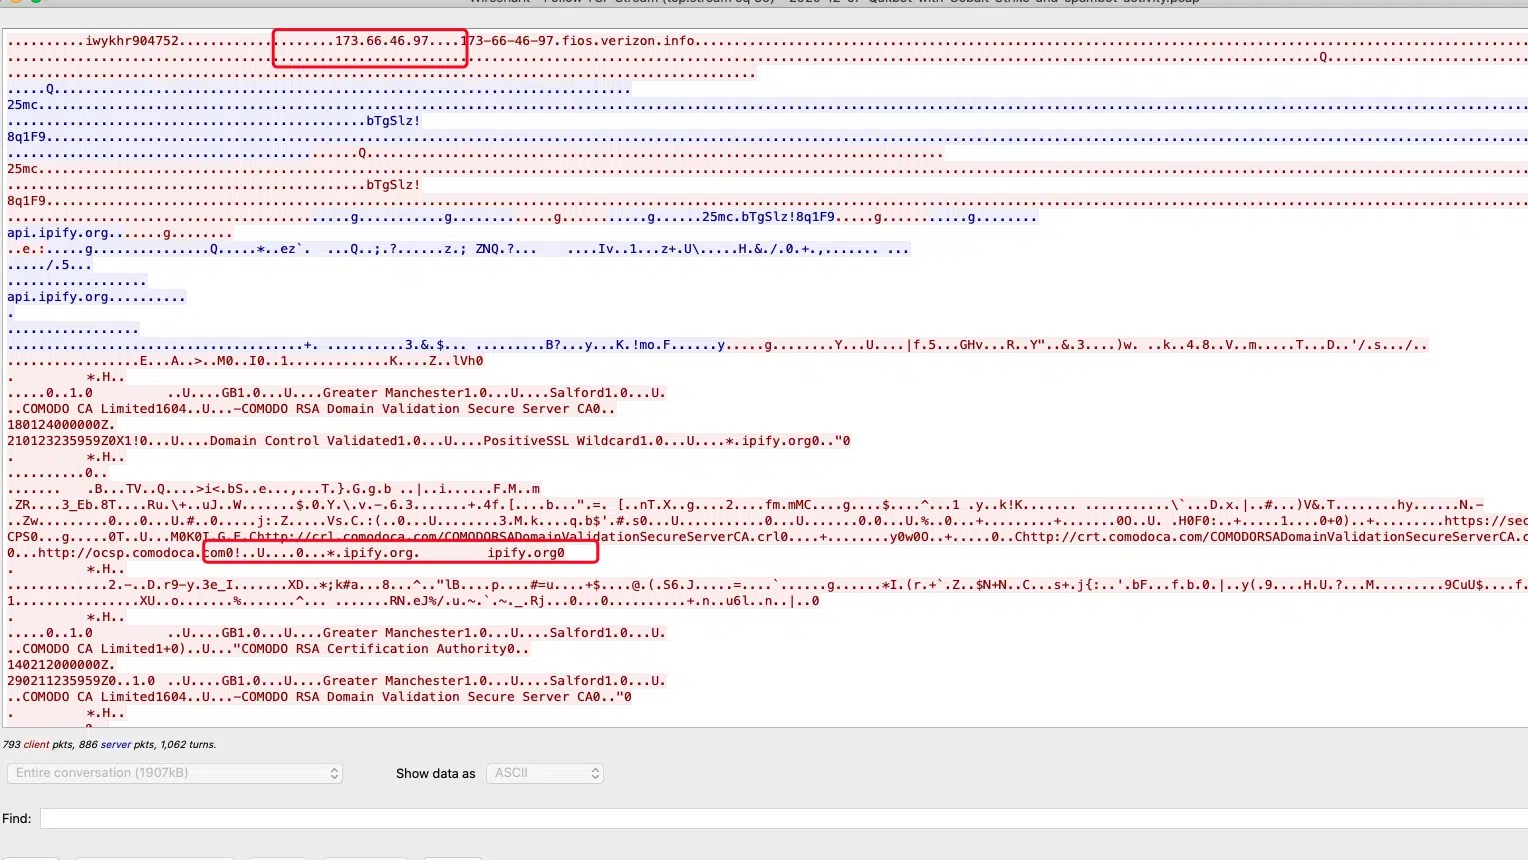 ..........iwykhr904752....................173.66.46.97....173-66-46-97.fios.verizon.info
Q
.....Q
25mc
bTgSlz!
8q1F9
Q
25mc
bTgSlz!
8q1F9
.....g..........g..............g...........g......25mc.bTgSlz!8q1F9.....g...........g........
api.ipify.org.......g........
..e.:.....g...............Q.....*..ez`. ...Q..;.?......z.; ZNQ.?... ....Iv..1...z+.U\.....H.&./.0.+.,....... ...
...../.5...
..................
api.ipify.org..........
.
.................
+. ..........3.&.$... .........B?...y...K.!mo.F......y.....g........Y...U....|f.5...GHv...R..Y"..&.3....)w. ..k..4.8..V..m.....T...D..'/.s.../..
.................E...A..>..M0..I0..1.............K....Z..lVh0
. *.H..
.....0..1.0 ..U....GB1.0...U....Greater Manchester1.0...U....Salford1.0...U.
..COMODO CA Limited1604..U...-COMODO RSA Domain Validation Secure Server CA0..
180124000000Z.
210123235959Z0X1!0...U....Domain Control Validated1.0...U....PositiveSSL Wildcard1.0...U....*.ipify.org0.."0
. *.H..
..........0..
....... .B...TV..Q....>i<.bS..e...,...T.}.G.g.b ..|..i......F.M..m
.ZR....3_Eb.8T....Ru.\+..uJ..W.......$.0.Y.\.v.-.6.3.......+.4f.[....b...".=. [..nT.X..g....2....fm.mMC....g....$....^...1 .y..k!K....... ...........\`...D.x.|..#...)V&.T........hy......N.-
..Zw.........0...0...U.#..0.....j:.Z.....Vs.C.:(..0...U........3.M.k....q.b$'.#.s0...U...........0...U.......0.0...U.%..0...+.........+......0O..U. .H0F0:..+.....1....0+0)..+.........https://sec
CPS0...g.....0T..U...M0K0I.G.E.Chttp://crl.comodoca.com/COMODORSADomainValidationSecureServerCA.crl0....+........y0w0O..+.....0..Chttp://crt.comodoca.com/COMODORSADomainValidationSecureServerCA.c
0...http://ocsp.comodoca.com0!..U....0...*.ipify.org. ipify.org0
. *.H..
............2.-..D.r9-y.3e_I.......XD..*;k#a...8...^.."lB....p....#=u....+$....@.(.S6.J.....=....`......g......*I.(r.+`.Z..$N+N..C...s+.j{:..'.bF...f.b.0.|..y(.9....H.U.?...M.........9CuU$....f.
1...............XU..o.......%.......^... .......RN.eJ%/.u.~.`.~._.Rj...0...0..........+.n..u6l..n..|..0
. *.H..
.....0..1.0 ..U....GB1.0...U....Greater Manchester1.0...U....Salford1.0...U.
..COMODO CA Limited1+0)..U..."COMODO RSA Certification Authority0..
140212000000Z.
290211235959Z0..1.0 ..U....GB1.0...U....Greater Manchester1.0...U....Salford1.0...U.
..COMODO CA Limited1604..U...-COMODO RSA Domain Validation Secure Server CA0.."0
. *.H..
793 client pkts, 886 server pkts, 1,062 turns.
Entire conversation (1907kB) Show data as ASCII
Find: